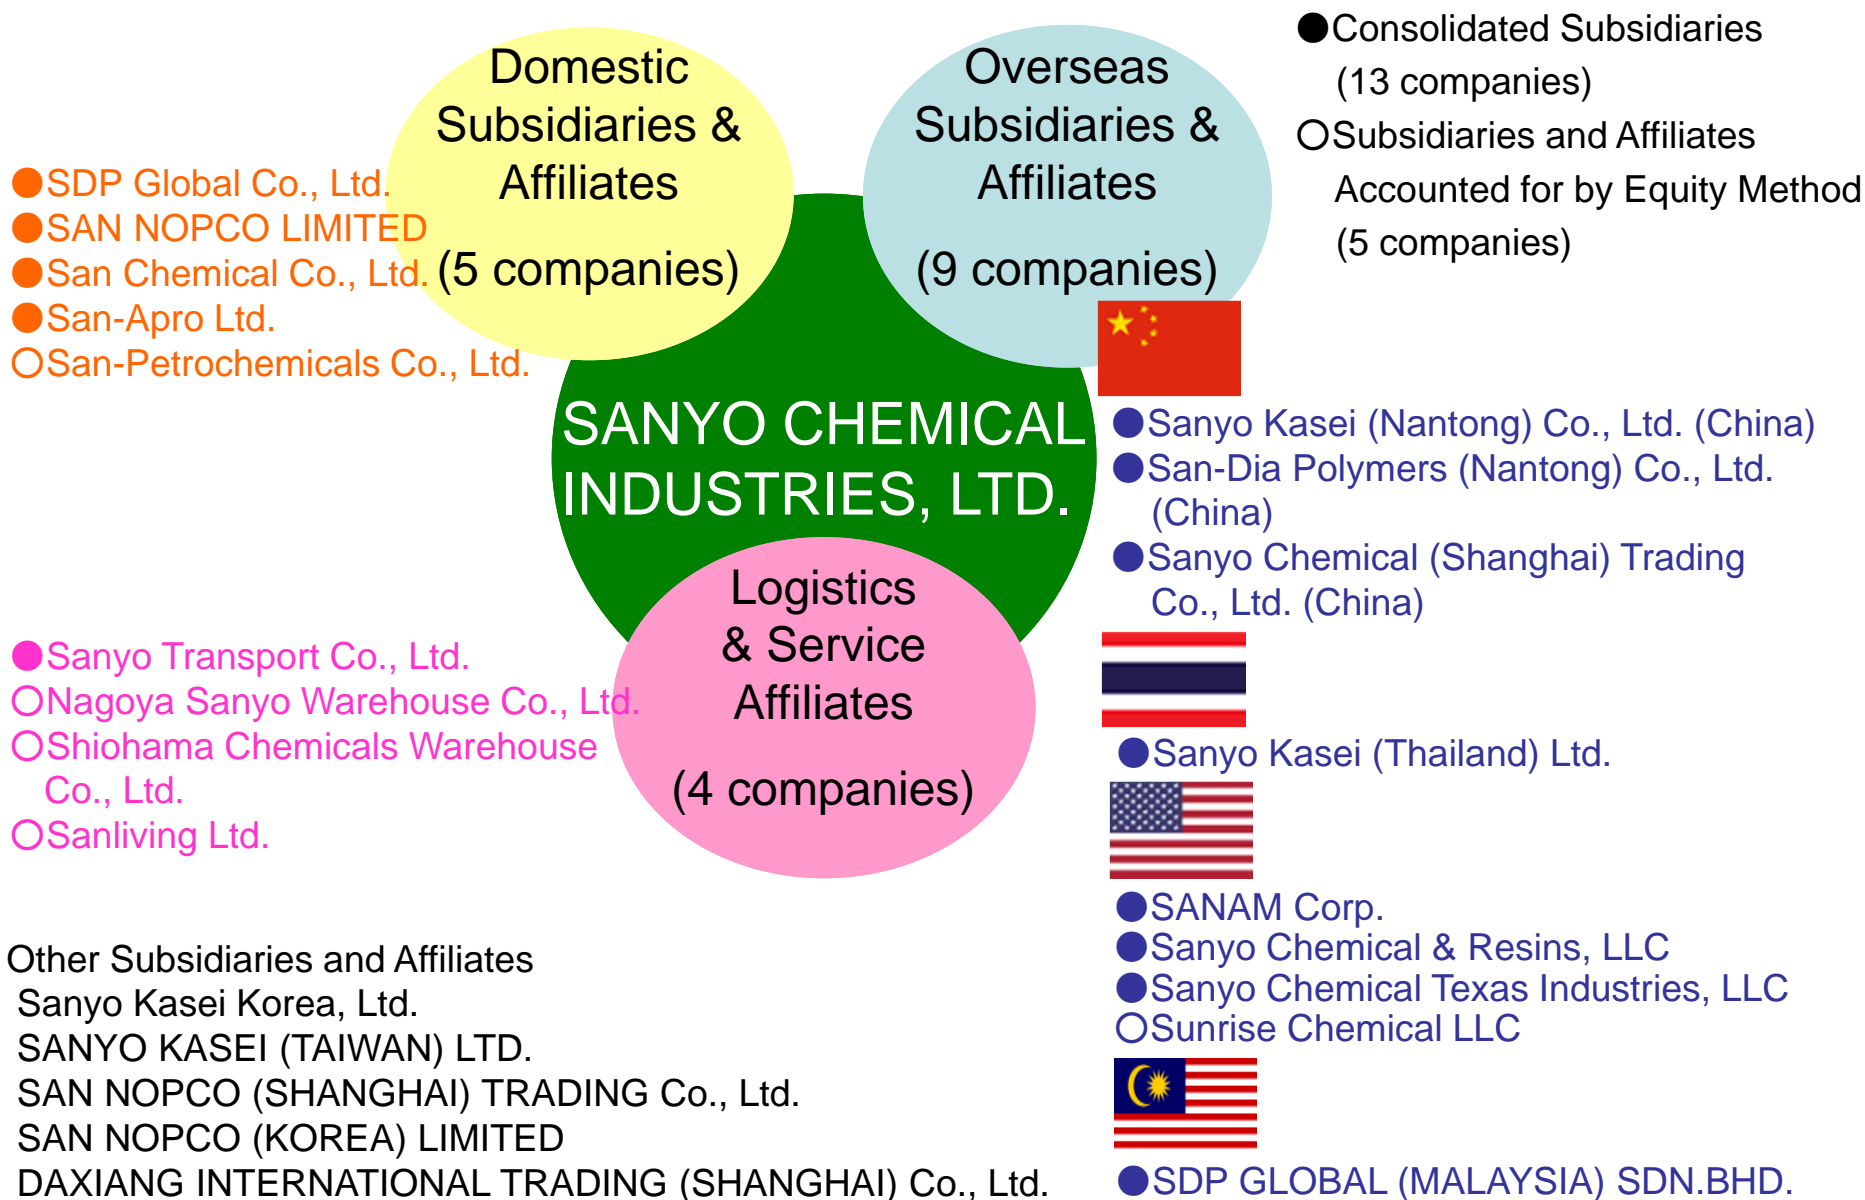 Domestic
Subsidiaries &
Affiliates
(5 companies)
Overseas
Subsidiaries &
Affiliates
(9 companies)
●Consolidated Subsidiaries
(13 companies)
○Subsidiaries and Affiliates
Accounted for by Equity Method
(5 companies)
●SDP Global Co., Ltd.
●SAN NOPCO LIMITED
●San Chemical Co., Ltd.
●San-Apro Ltd.
○San-Petrochemicals Co., Ltd.
SANYO CHEMICAL
INDUSTRIES, LTD.
●Sanyo Kasei (Nantong) Co., Ltd. (China)
●San-Dia Polymers (Nantong) Co., Ltd.
(China)
●Sanyo Chemical (Shanghai) Trading
Co., Ltd. (China)
Logistics
& Service
Affiliates
(4 companies)
●Sanyo Transport Co., Ltd.
○Nagoya Sanyo Warehouse Co., Ltd.
○Shiohama Chemicals Warehouse
Co., Ltd.
○Sanliving Ltd.
●Sanyo Kasei (Thailand) Ltd.
●SANAM Corp.
●Sanyo Chemical & Resins, LLC
●Sanyo Chemical Texas Industries, LLC
○Sunrise Chemical LLC
●SDP GLOBAL (MALAYSIA) SDN.BHD.
Other Subsidiaries and Affiliates
Sanyo Kasei Korea, Ltd.
SANYO KASEI (TAIWAN) LTD.
SAN NOPCO (SHANGHAI) TRADING Co., Ltd.
SAN NOPCO (KOREA) LIMITED
DAXIANG INTERNATIONAL TRADING (SHANGHAI) Co., Ltd.